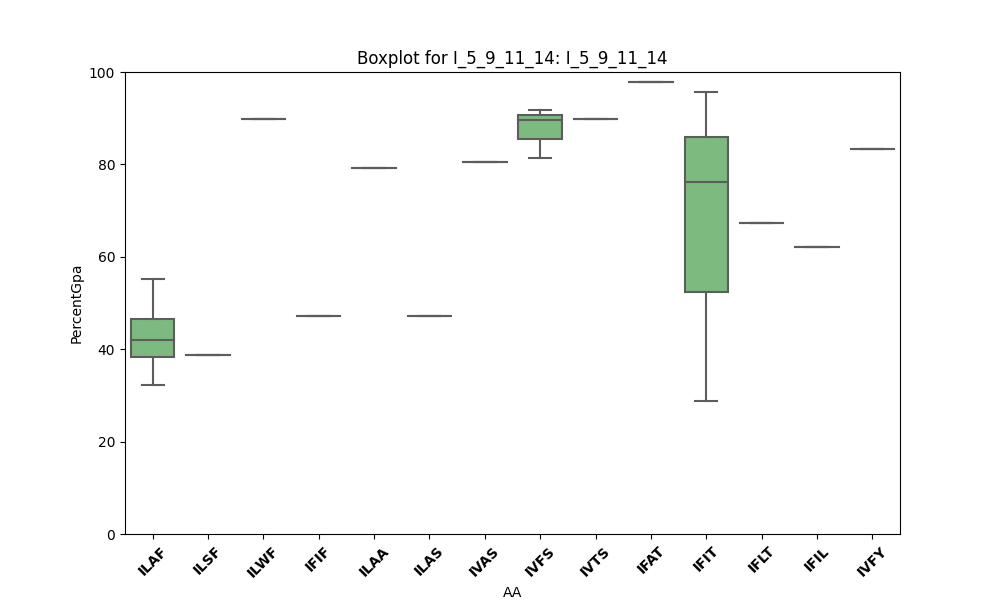 Boxplot for I_5_9_11_14: I_5_9_11_14
PercentGpa
100
80
60
40
20
0
ILAF
ILSF
ILWF
IFIF
ILAA
ILAS
IVAS
IVFS
IVTS
IFAT
IFIT
IFLT
IFIL
IVFY
AA